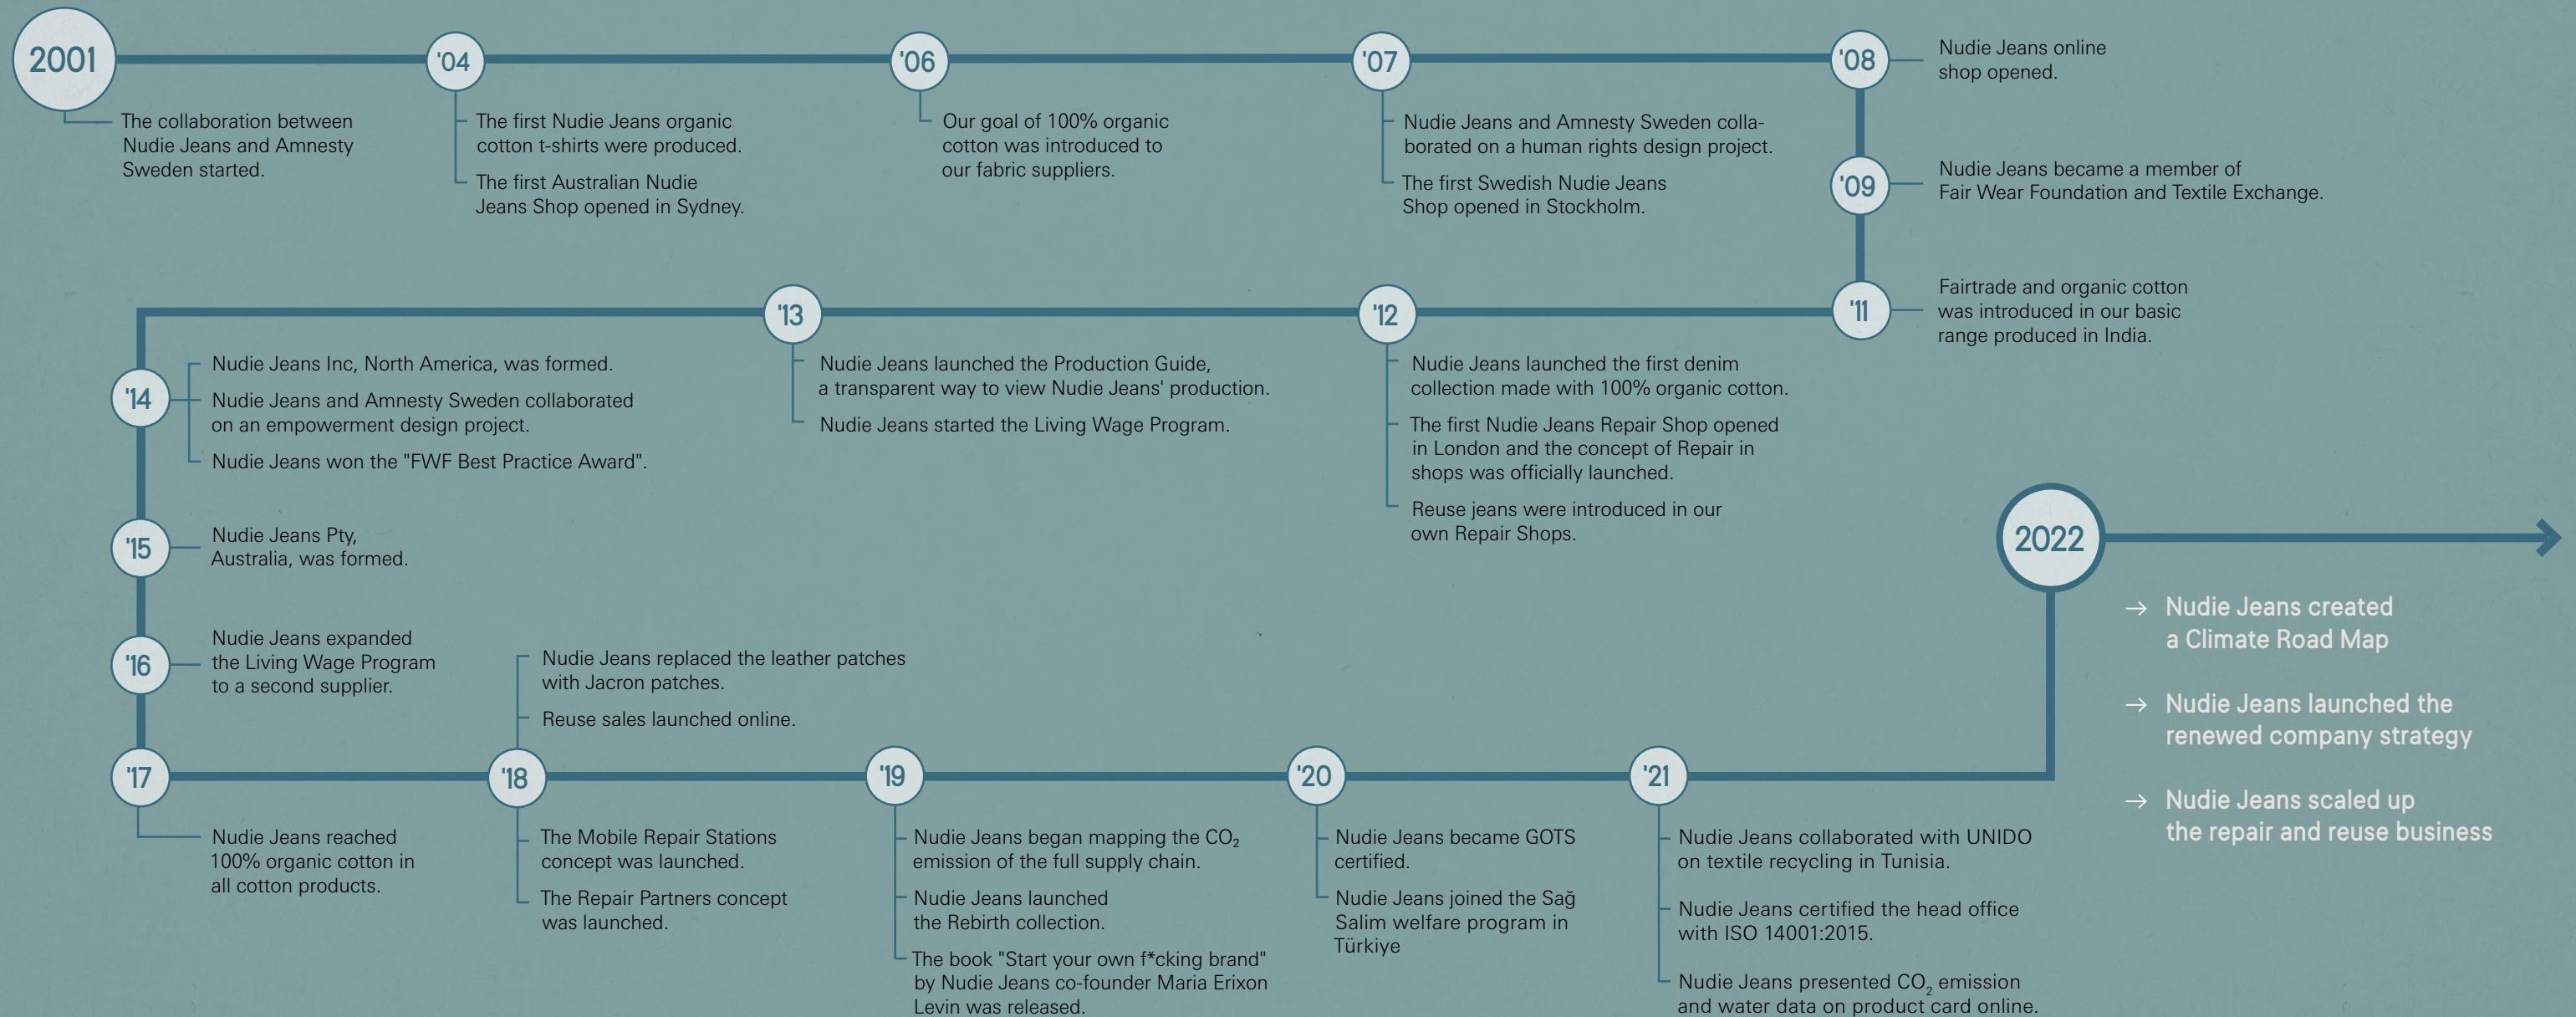 2001
The collaboration between
Nudie Jeans and Amnesty
Sweden started.
'04
The first Nudie Jeans organic
cotton t-shirts were produced.
The first Australian Nudie
Jeans Shop opened in Sydney.
'06
Our goal of 100% organic
cotton was introduced to
our fabric suppliers.
'07
Nudie Jeans and Amnesty Sweden colla-
borated on a human rights design project.
The first Swedish Nudie Jeans
Shop opened in Stockholm.
'08
Nudie Jeans online
shop opened.
'09
Nudie Jeans became a member of
Fair Wear Foundation and Textile Exchange.
'11
Fairtrade and organic cotton
was introduced in our basic
range produced in India.
'12
Nudie Jeans launched the first denim
collection made with 100% organic cotton.
The first Nudie Jeans Repair Shop opened
in London and the concept of Repair in
shops was officially launched.
Reuse jeans were introduced in our
own Repair Shops.
'13
Nudie Jeans launched the Production Guide,
a transparent way to view Nudie Jeans' production.
Nudie Jeans started the Living Wage Program.
'14
Nudie Jeans Inc, North America, was formed.
Nudie Jeans and Amnesty Sweden collaborated
on an empowerment design project.
Nudie Jeans won the "FWF Best Practice Award".
'15
Nudie Jeans Pty,
Australia, was formed.
'16
Nudie Jeans expanded
the Living Wage Program
to a second supplier.
'17
Nudie Jeans reached
100% organic cotton in
all cotton products.
'18
Nudie Jeans replaced the leather patches
with Jacron patches.
Reuse sales launched online.
The Mobile Repair Stations
concept was launched.
The Repair Partners concept
was launched.
'19
Nudie Jeans began mapping the CO₂
emission of the full supply chain.
Nudie Jeans launched
the Rebirth collection.
The book "Start your own f*cking brand"
by Nudie Jeans co-founder Maria Erixon
Levin was released.
'20
Nudie Jeans became GOTS
certified.
Nudie Jeans joined the Sağ
Salim welfare program in
Türkiye
'21
Nudie Jeans collaborated with UNIDO
on textile recycling in Tunisia.
Nudie Jeans certified the head office
with ISO 14001:2015.
Nudie Jeans presented CO₂ emission
and water data on product card online.
2022
→ Nudie Jeans created
a Climate Road Map
→ Nudie Jeans launched the
renewed company strategy
→ Nudie Jeans scaled up
the repair and reuse business